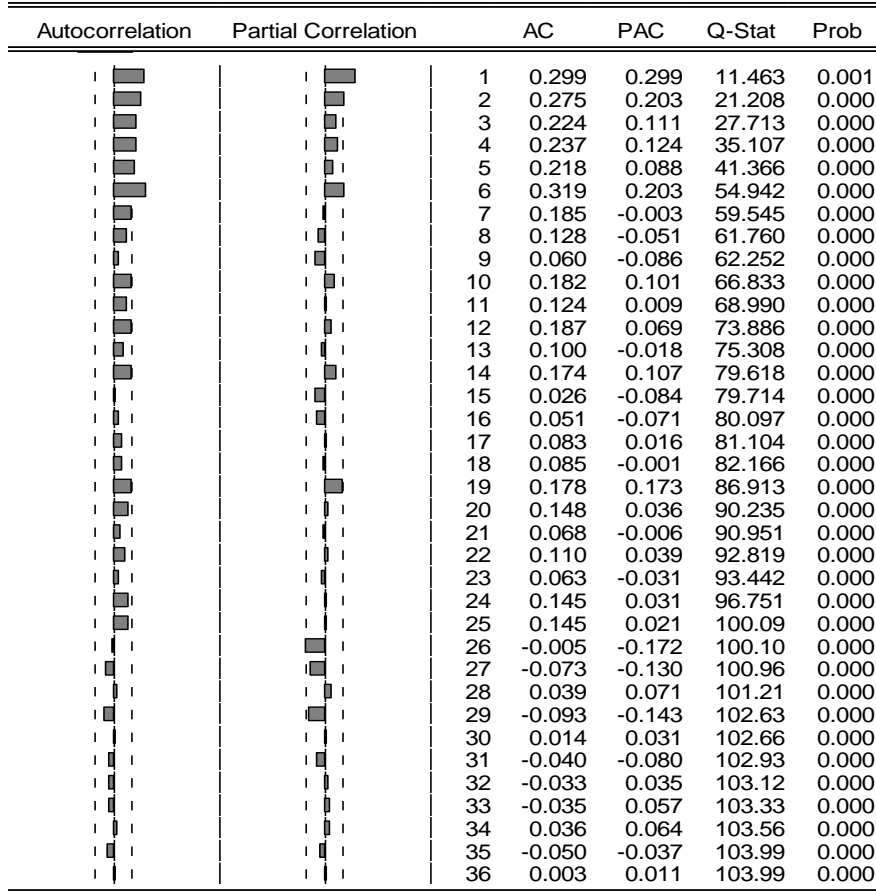 Autocorrelation Partial Correlation AC PAC Q-Stat Prob
1 0.299 0.299 11.463 0.001
2 0.275 0.203 21.208 0.000
3 0.224 0.111 27.713 0.000
4 0.237 0.124 35.107 0.000
5 0.218 0.088 41.366 0.000
6 0.319 0.203 54.942 0.000
7 0.185 -0.003 59.545 0.000
8 0.128 -0.051 61.760 0.000
9 0.060 -0.086 62.252 0.000
10 0.182 0.101 66.833 0.000
11 0.124 0.009 68.990 0.000
12 0.187 0.069 73.886 0.000
13 0.100 -0.018 75.308 0.000
14 0.174 0.107 79.618 0.000
15 0.026 -0.084 79.714 0.000
16 0.051 -0.071 80.097 0.000
17 0.083 0.016 81.104 0.000
18 0.085 -0.001 82.166 0.000
19 0.178 0.173 86.913 0.000
20 0.148 0.036 90.235 0.000
21 0.068 -0.006 90.951 0.000
22 0.110 0.039 92.819 0.000
23 0.063 -0.031 93.442 0.000
24 0.145 0.031 96.751 0.000
25 0.145 0.021 100.09 0.000
26 -0.005 -0.172 100.10 0.000
27 -0.073 -0.130 100.96 0.000
28 0.039 0.071 101.21 0.000
29 -0.093 -0.143 102.63 0.000
30 0.014 0.031 102.66 0.000
31 -0.040 -0.080 102.93 0.000
32 -0.033 0.035 103.12 0.000
33 -0.035 0.057 103.33 0.000
34 0.036 0.064 103.56 0.000
35 -0.050 -0.037 103.99 0.000
36 0.003 0.011 103.99 0.000